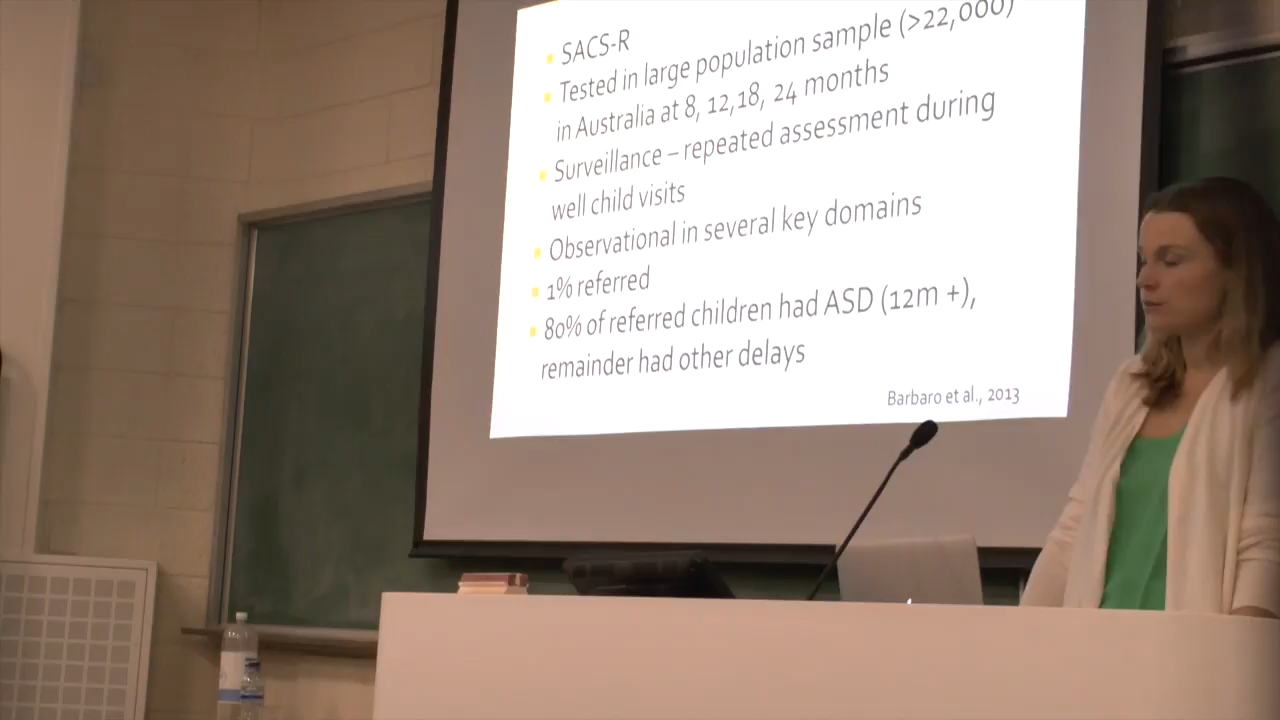 SACS-R
Tested in large population sample (>22,000)
in Australia at 8, 12,18, 24 months
Surveillance – repeated assessment during
well child visits
Observational in several key domains
1% referred
80% of referred children had ASD (12m +),
remainder had other delays
Barbaro et al., 2013